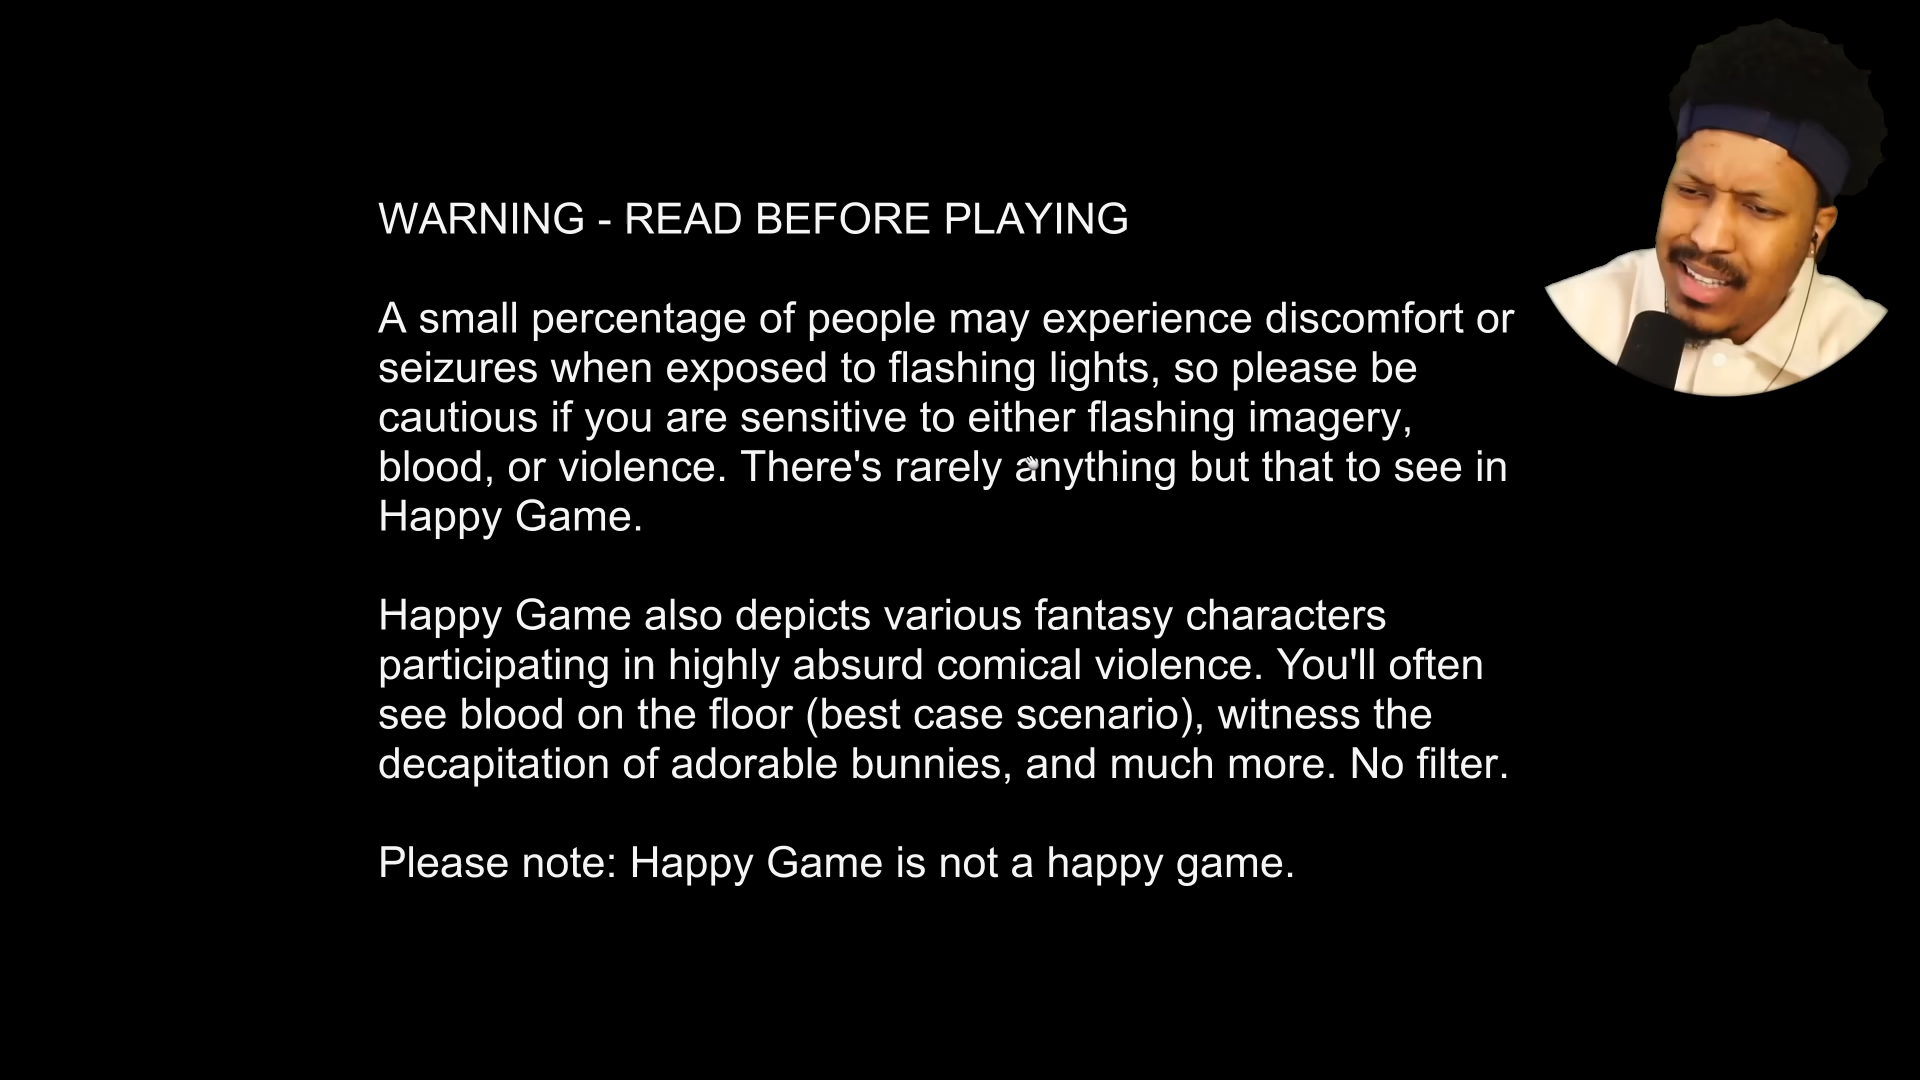 WARNING - READ BEFORE PLAYING
A small percentage of people may experience discomfort or
seizures when exposed to flashing lights, so please be
cautious if you are sensitive to either flashing imagery,
blood, or violence. There's rarely anything but that to see in
Happy Game.
Happy Game also depicts various fantasy characters
participating in highly absurd comical violence. You'll often
see blood on the floor (best case scenario), witness the
decapitation of adorable bunnies, and much more. No filter.
Please note: Happy Game is not a happy game.